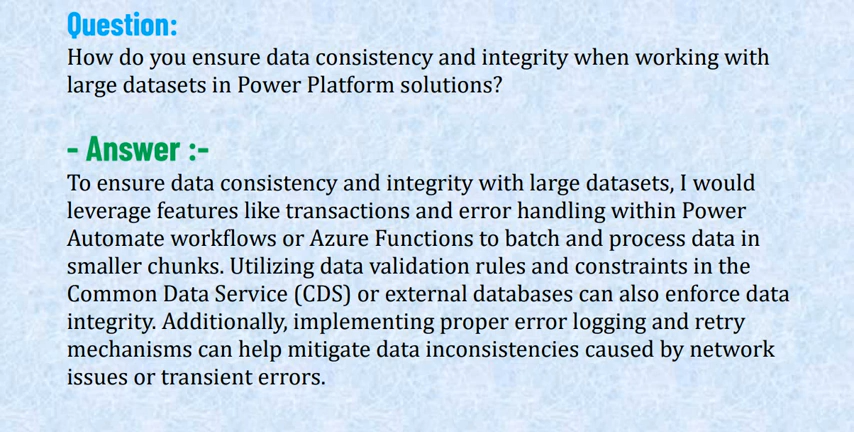 Question:
How do you ensure data consistency and integrity when working with
large datasets in Power Platform solutions?
- Answer :-
To ensure data consistency and integrity with large datasets, I would
leverage features like transactions and error handling within Power
Automate workflows or Azure Functions to batch and process data in
smaller chunks. Utilizing data validation rules and constraints in the
Common Data Service (CDS) or external databases can also enforce data
integrity. Additionally, implementing proper error logging and retry
mechanisms can help mitigate data inconsistencies caused by network
issues or transient errors.